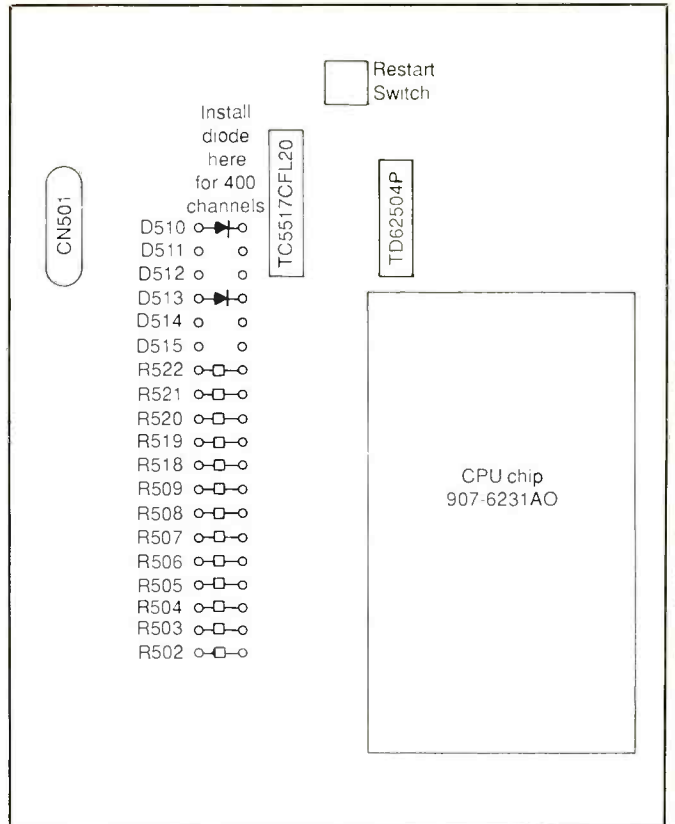 Restart
Switch
Install
diode
here
for 400
channels
CN501
TC5517CFL20
TD62504P
D510
D511
D512
D513
D514
D515
R522
R521
R520
R519
R518
R509
R508
R507
R506
R505
R504
R503
R502
CPU chip
907-6231AO